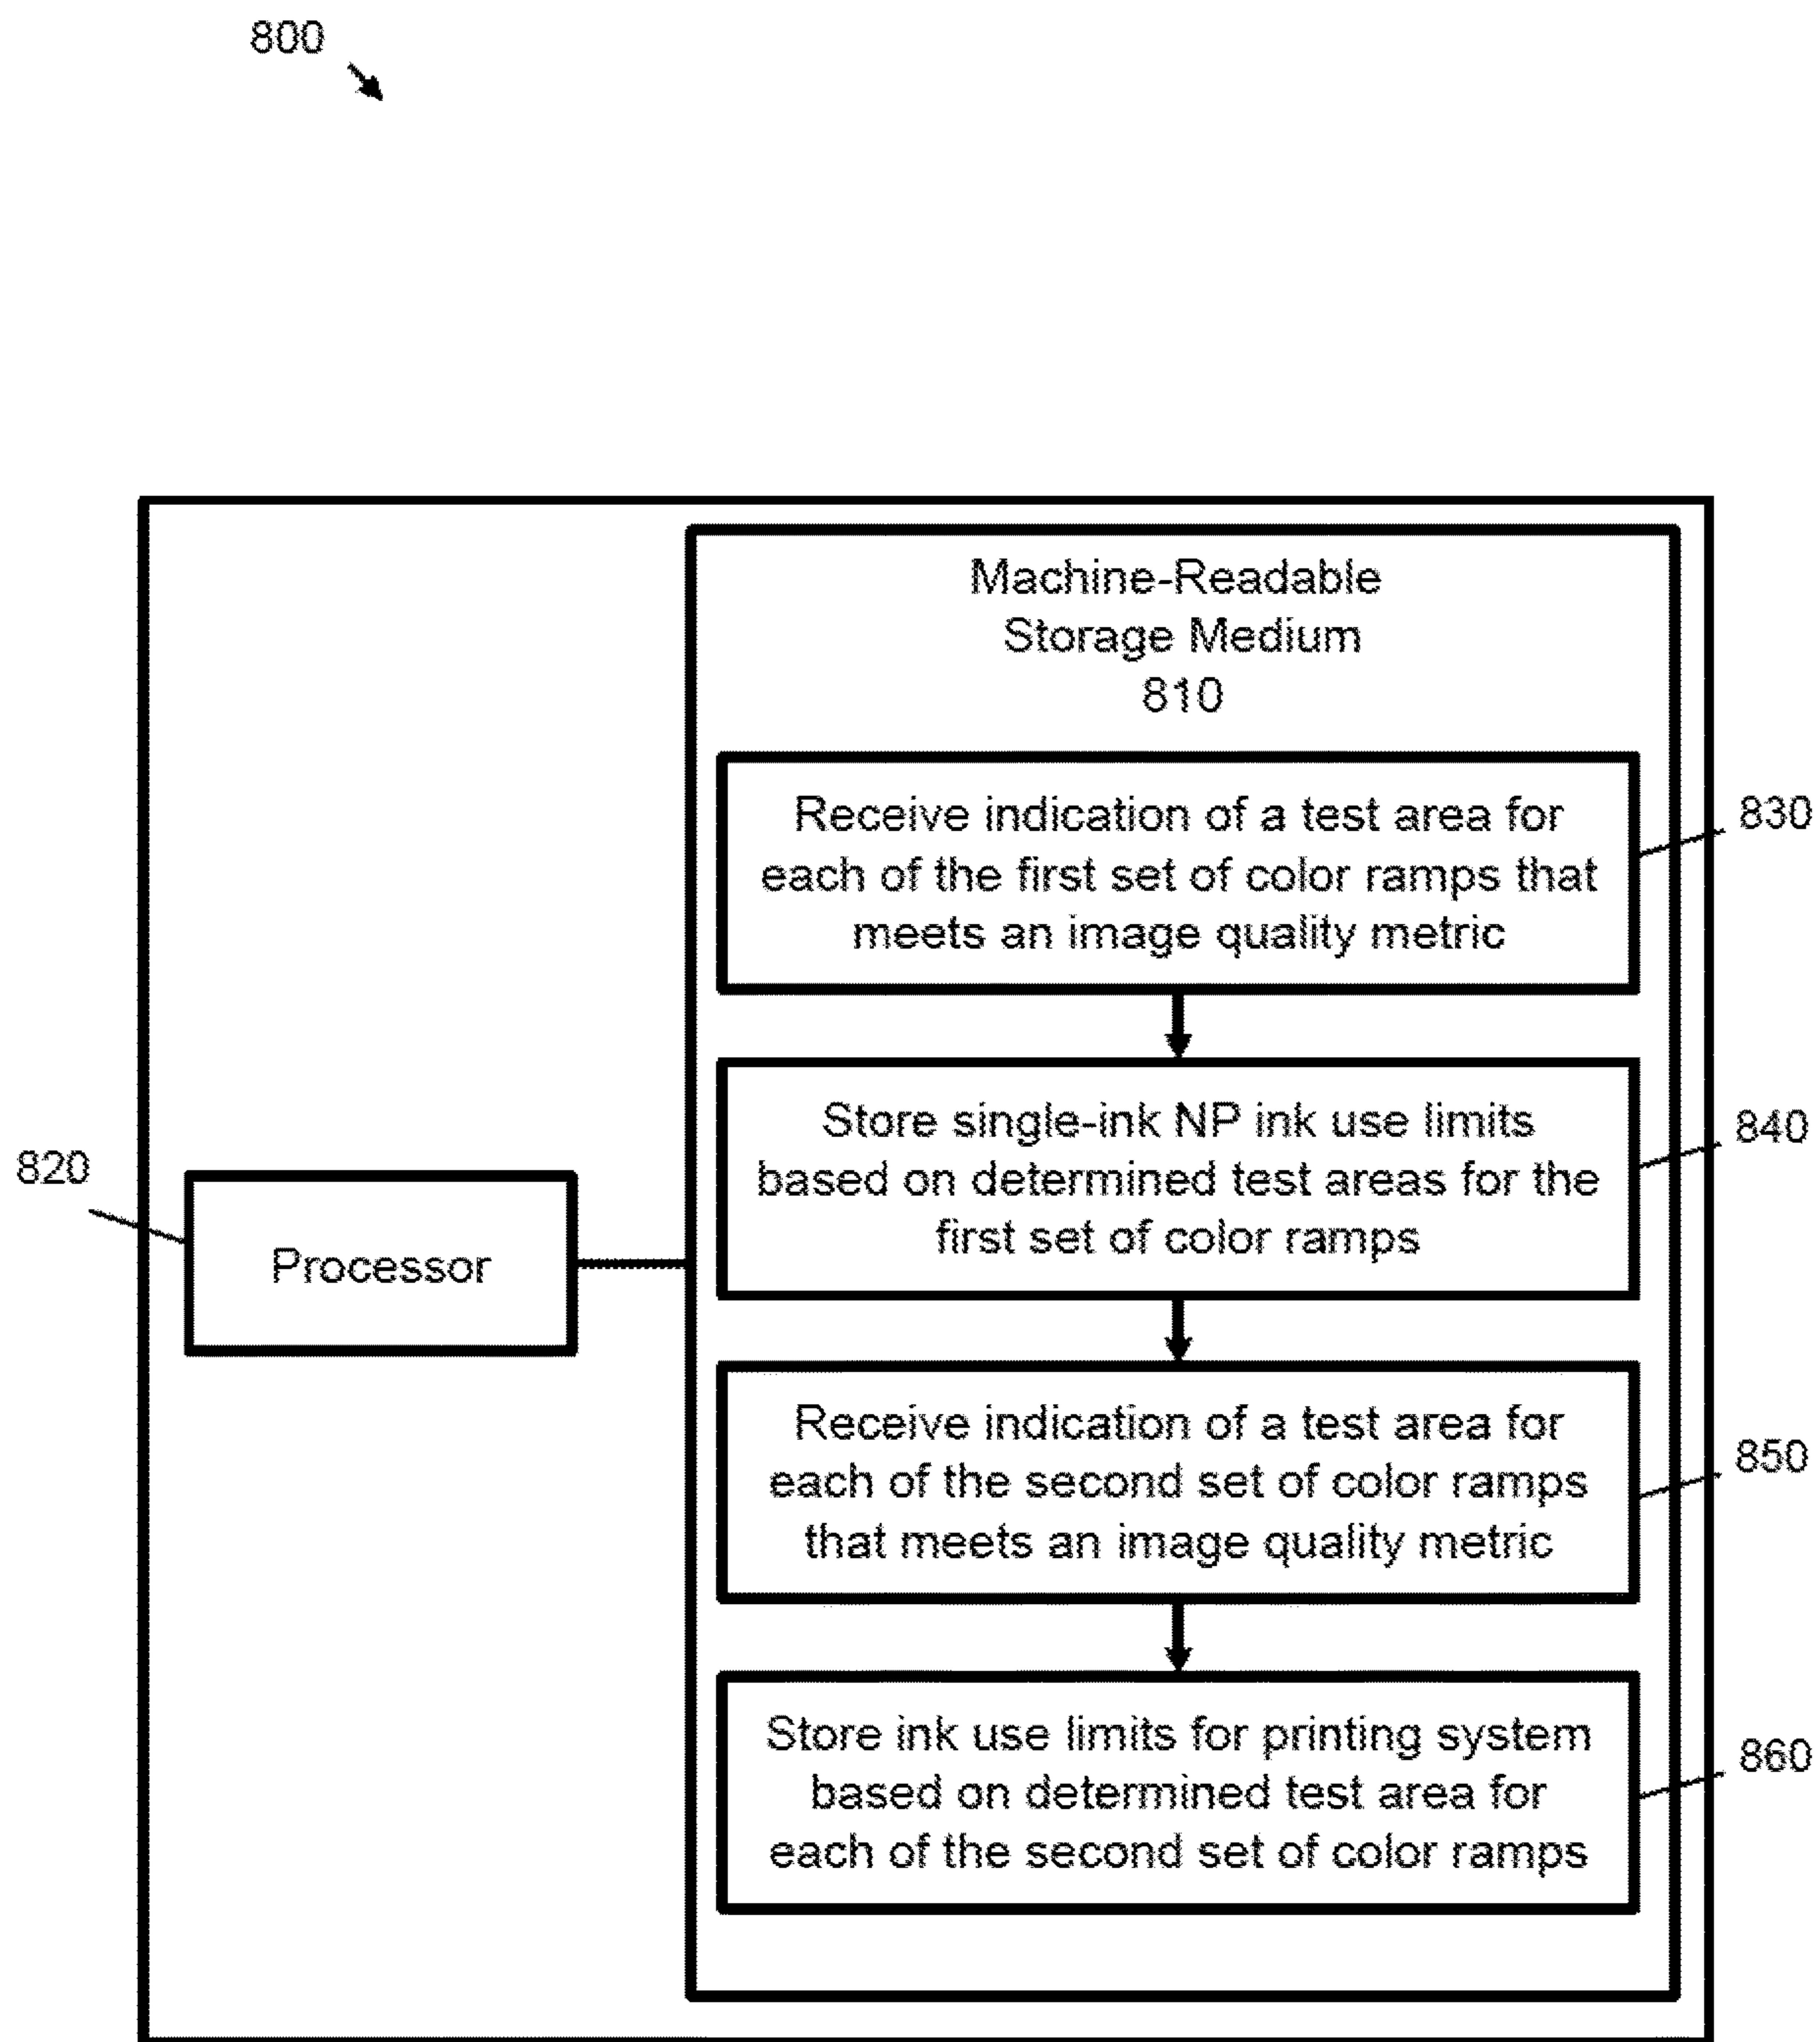 800
Machine-Readable
Storage Medium
810
Receive indication of a test area for
each of the first set of color ramps that
meets an image quality metric
830
Store single-ink NP ink use limits
based on determined test areas for the
first set of color ramps
840
820
Processor
Receive indication of a test area for
each of the second set of color ramps
that meets an image quality metric
850
Store ink use limits for printing system
based on determined test area for
each of the second set of color ramps
860